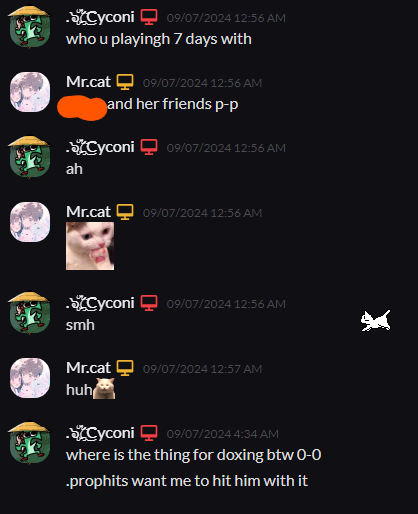 Cyconi 09/07/2024 12:56 AM
who u playingh 7 days with
Mr.cat 09/07/2024 12:56 AM
and her friends p-p
Cyconi 09/07/2024 12:56 AM
ah
Mr.cat 09/07/2024 12:56 AM
Cyconi 09/07/2024 12:56 AM
smh
Mr.cat 09/07/2024 12:57 AM
huh
Cyconi 09/07/2024 4:34 AM
where is the thing for doxing btw 0-0
.prophits want me to hit him with it